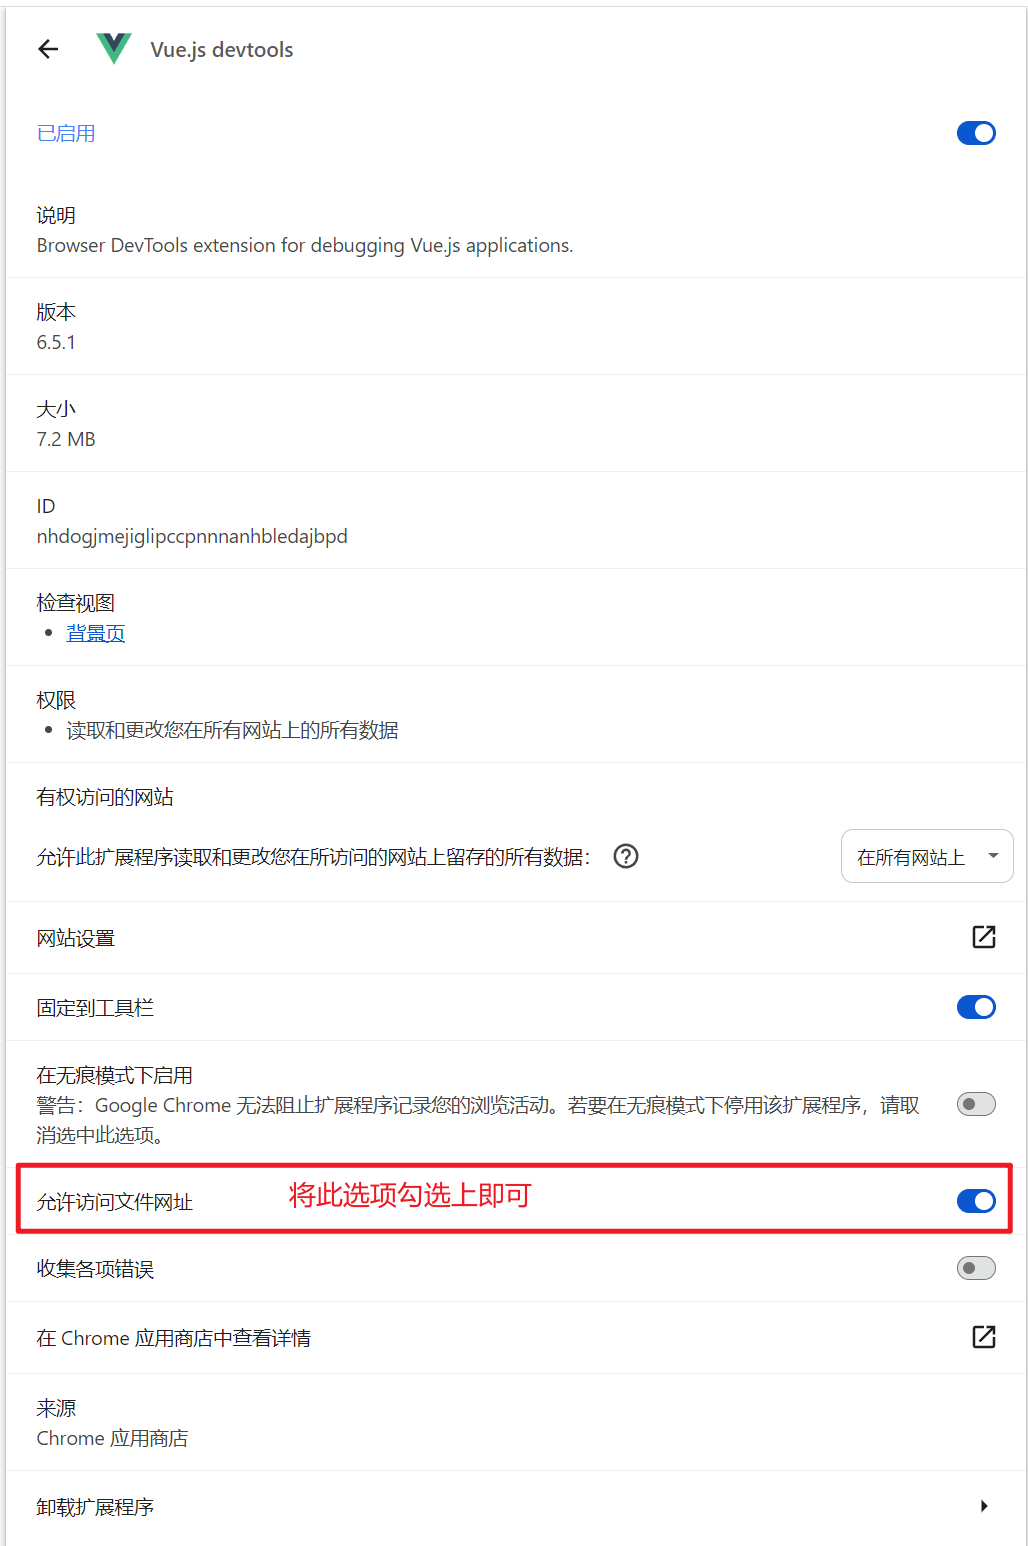 Vue.js devtools
已启用
说明
Browser DevTools extension for debugging Vue.js applications.
版本
6.5.1
大小
7.2 MB
ID
nhdogjmejiglipccpnnnanhbledajbpd
检查视图
背景页
权限
读取和更改您在所有网站上的所有数据
有权访问的网站
允许此扩展程序读取和更改您在所访问的网站上留存的所有数据：
在所有网站上
网站设置
固定到工具栏
在无痕模式下启用
警告：Google Chrome 无法阻止扩展程序记录您的浏览活动。若要在无痕模式下停用该扩展程序，请取
消选中此选项。
允许访问文件网址 将此选项勾选上即可
收集各项错误
在 Chrome 应用商店中查看详情
来源
Chrome 应用商店
卸载扩展程序